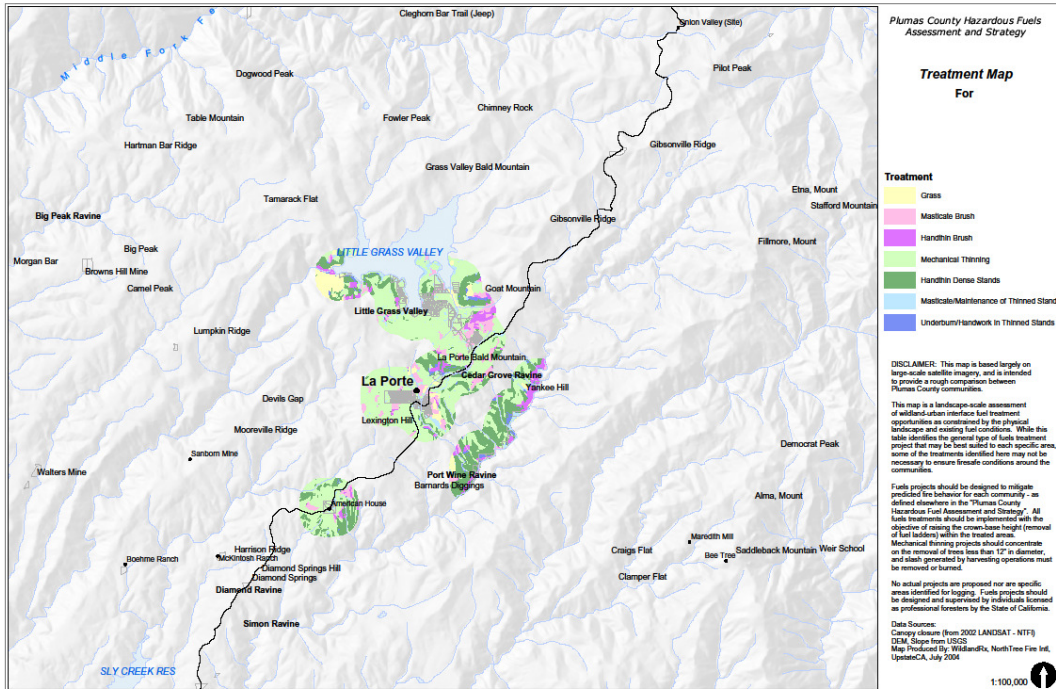 Cleghorn Bar Trail (Jeep)
Onion Valley (Site)
Middle Fork Fe
Dogwood Peak
Pilot Peak
Chimney Rock
Table Mountain
Fowler Peak
Hartman Bar Ridge
Gibsonville Ridge
Grass Valley Bald Mountain
Etna, Mount
Tamarack Flat
Stafford Mountain
Big Peak Ravine
Gibsonville Ridge
Fillmore, Mount
Big Peak
LITTLE GRASS VALLEY
Morgan Bar
Browns Hill Mine
Camel Peak
Goat Mountain
Little Grass Valley
Lumpkin Ridge
La Porte Bald Mountain
La Porte
Cedar Grove Ravine
Yankee Hill
Devils Gap
Lexington Hill
Mooreville Ridge
Democrat Peak
Sanborn Mine
Walters Mine
Port Wine Ravine
Barnards Diggings
Alma, Mount
American House
Meredith Mill
Harrison Ridge
Craigs Flat
Saddleback Mountain
Weir School
Boehme Ranch
McKintosh Ranch
Bee Tree
Diamond Springs Hill
Clamper Flat
Diamond Springs
Diamond Ravine
Simon Ravine
SLY CREEK RES
Plumas County Hazardous Fuels
Assessment and Strategy
Treatment Map
For
Treatment
Grass
Masticate Brush
Handthin Brush
Mechanical Thinning
Handthin Dense Stands
Masticate/Maintenance of Thinned Stand
Underburn/Handwork in Thinned Stands
DISCLAIMER: This map is based largely on
large-scale satellite imagery, and is intended
to provide a rough comparison between
Plumas County communities.
This map is a landscape-scale assessment
of wildland-urban interface fuel treatment
opportunities as constrained by the physical
landscape and existing fuel conditions. While this
table identifies the general type of fuels treatment
project that may be best suited to each specific area,
some of the treatments identified here may not be
necessary to ensure firesafe conditions around the
communities.
Fuels projects should be designed to mitigate
predicted fire behavior for each community - as
defined elsewhere in the "Plumas County
Hazardous Fuel Assessment and Strategy". All
fuels treatments should be implemented with the
objective of raising the crown-base height (removal
of fuel ladders) within the treated areas.
Mechanical thinning projects should concentrate
on the removal of trees less than 12" in diameter,
and slash generated by harvesting operations must
be removed or burned.
No actual projects are proposed nor are specific
areas identified for logging. Fuels projects should
be designed and supervised by individuals licensed
as professional foresters by the State of California.
Data Sources:
Canopy closure (from 2002 LANDSAT - NTFI)
DEM, Slope from USGS
Map Produced By: WildlandRx, NorthTree Fire Intl,
UpstateCA, July 2004
1:100,000